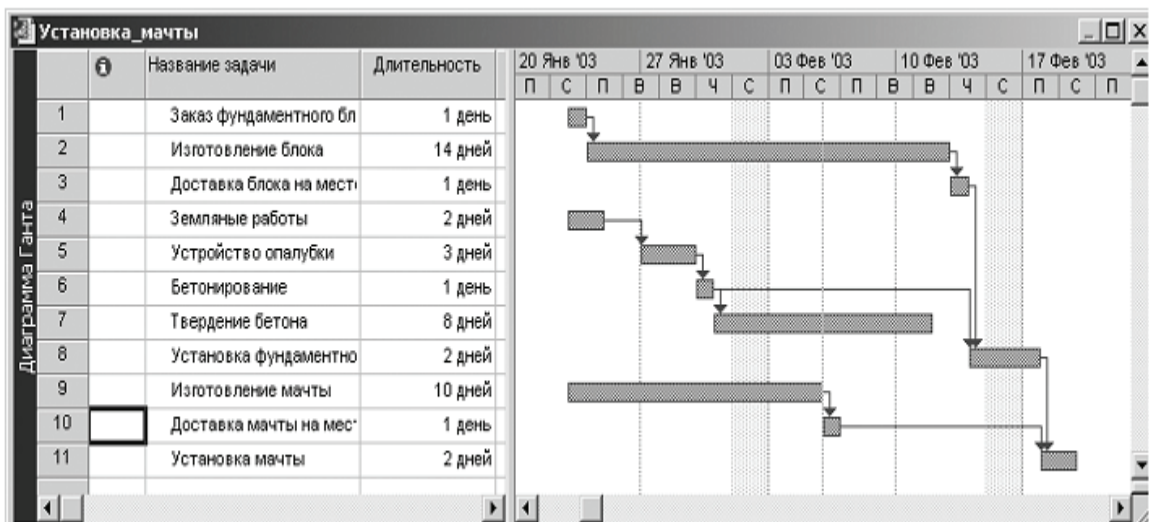 Установка_мачты
Название задачи Длительность 20 Янв '03 27 Янв '03 03 Фев '03 10 Фев '03 17 Фев '03
П С П В В Ч С П С П В В Ч С П С П
1 Заказ фундаментного бл 1 день
2 Изготовление блока 14 дней
3 Доставка блока на место 1 день
4 Земляные работы 2 дней
5 Устройство опалубки 3 дней
6 Бетонирование 1 день
7 Твердение бетона 8 дней
8 Установка фундаментно 2 дней
9 Изготовление мачты 10 дней
10 Доставка мачты на мест 1 день
11 Установка мачты 2 дней
Диаграмма Ганта